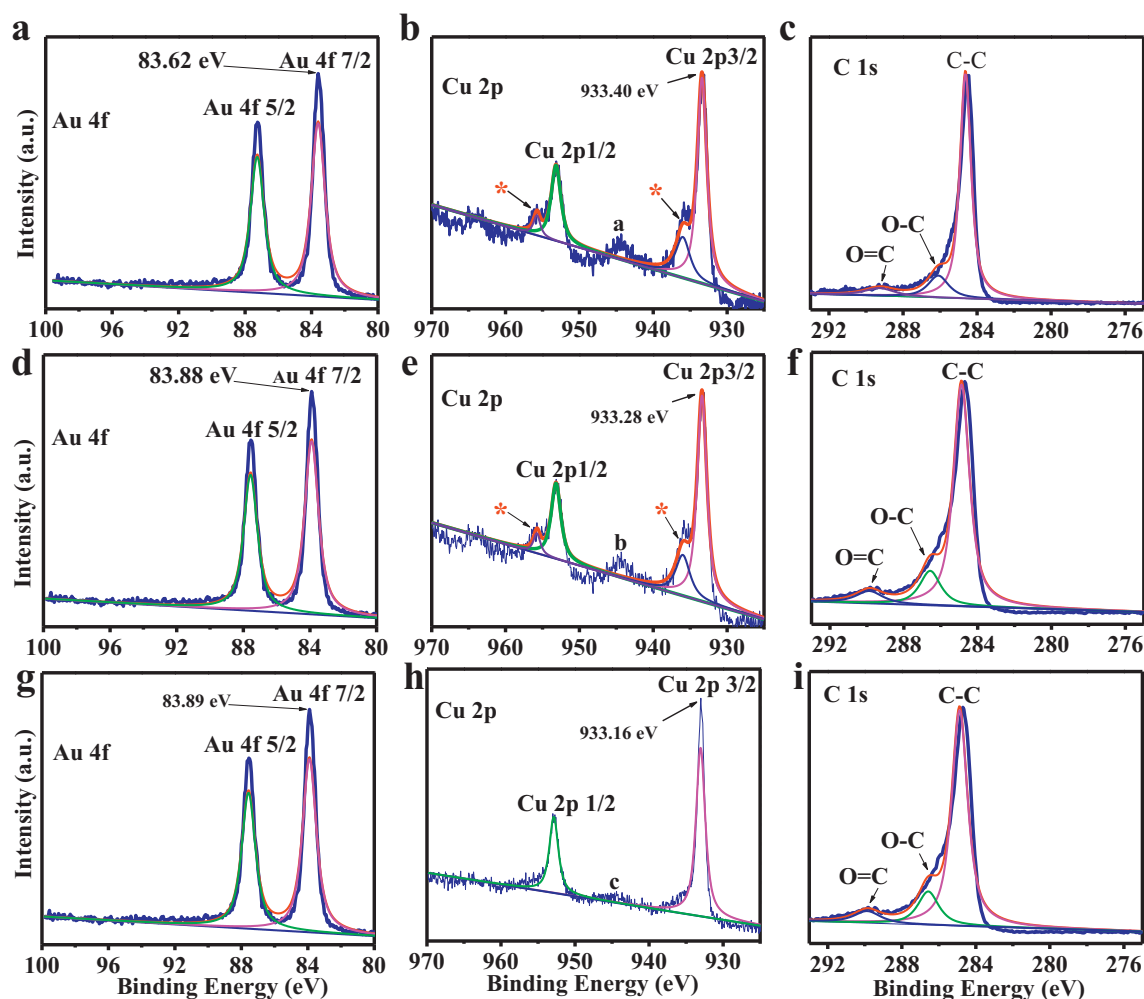 a
83.62 eV
Au 4f 7/2
Au 4f 5/2
Au 4f
Intensity (a.u.)
100 96 92 88 84 80
b
Cu 2p3/2
933.40 eV
Cu 2p
Cu 2p1/2
*
*
a
970 960 950 940 930
c
C 1s
C-C
O-C
O=C
292 288 284 280 276
d
83.88 eV
Au 4f 7/2
Au 4f 5/2
Au 4f
Intensity (a.u.)
100 96 92 88 84 80
e
Cu 2p3/2
Cu 2p
933.28 eV
Cu 2p1/2
*
*
b
970 960 950 940 930
f
C 1s
C-C
O-C
O=C
292 288 284 280 276
g
Au 4f 7/2
83.89 eV
Au 4f 5/2
Au 4f
Intensity (a.u.)
100 96 92 88 84 80
Binding Energy (eV)
h
Cu 2p 3/2
Cu 2p
933.16 eV
Cu 2p 1/2
c
970 960 950 940 930
Binding Energy (eV)
i
C 1s
C-C
O-C
O=C
292 288 284 280 276
Binding Energy (eV)